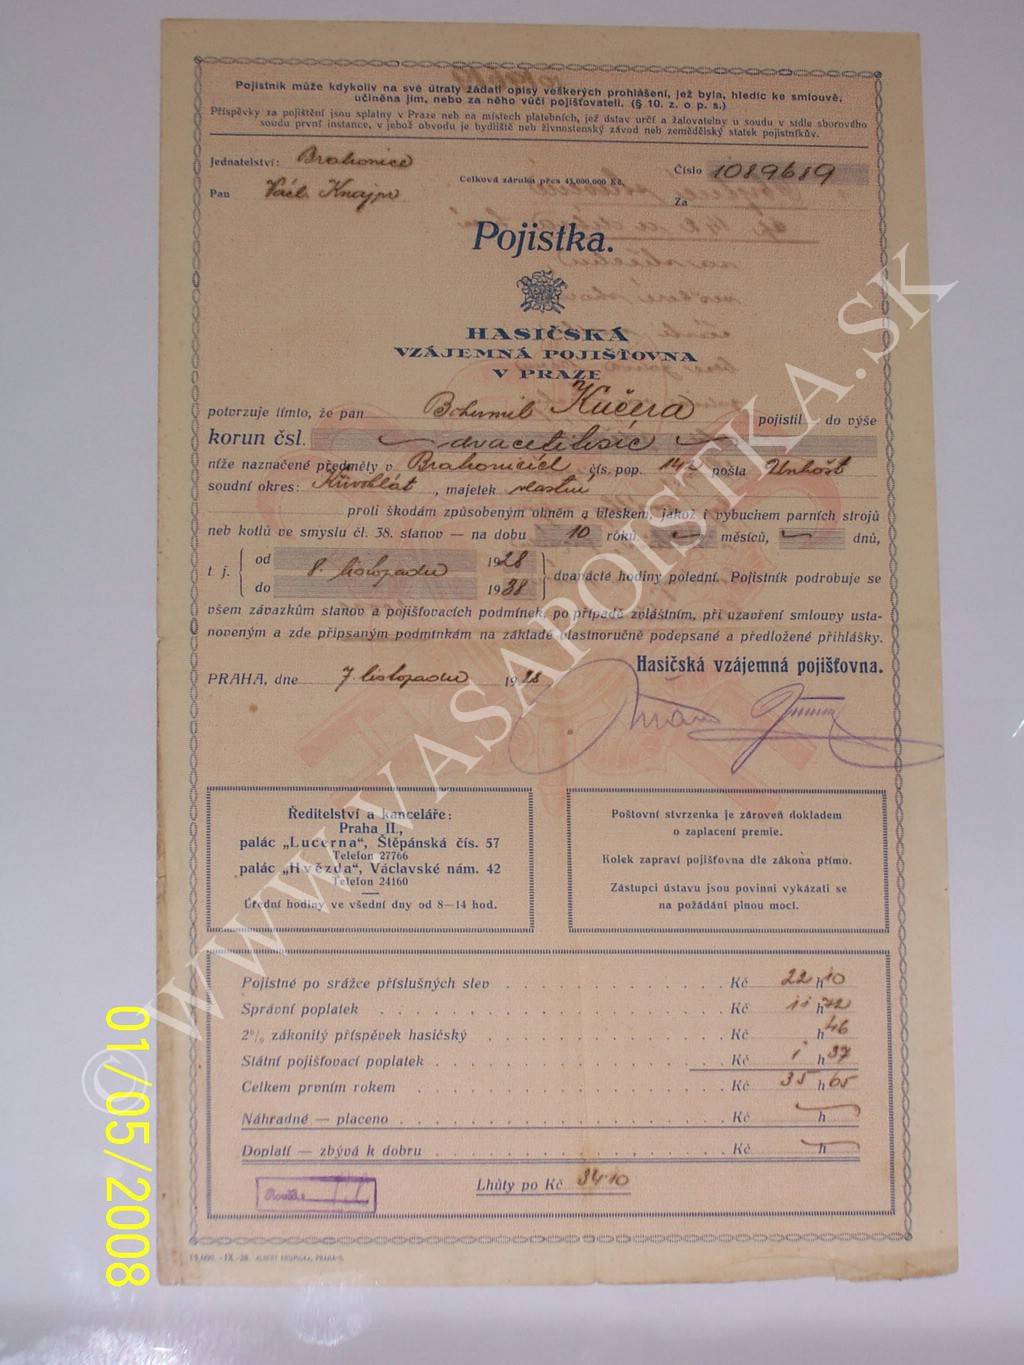 Pojistník může kdykoliv na své útraty žádati opisy veškerých prohlášení, jež byla, hledíc ke smlouvě,
učiněna jím, nebo za něho vůči pojišťovateli. (§ 10. z. o p. s.)
Příspěvky za pojištění jsou splatny v Praze neb na místech platebních, jež ústav určí a žalovatelny u soudu v sídle sborového
soudu první instance, v jehož obvodu je bydliště neb živnostenský závod neb zemědělský statek pojistníkův.
Jednatelství: Brahonice
Číslo 1089689
Pan Václ. Knajpr
Celková záruka přes 45,000.000 Kč.
Za
Pojistka.
HASIČSKÁ
VZÁJEMNÁ POJIŠŤOVNA
V PRAZE
potvrzuje tímto, že pan Bohumil Kučera pojistil do výše
korun čsl. dvacettisíc
níže naznačené předměty v Brahonicích čís. pop. 14 pošta Unhošť
soudní okres: Křivoklát, majetek vlastní
proti škodám způsobeným ohněm a bleskem, jakož i výbuchem parních strojů
neb kotlů ve smyslu čl. 38. stanov — na dobu 10 roků, — měsíců, — dnů,
t. j. od 8. listopadu 1928
do 1938 dvanácté hodiny polední. Pojistník podrobuje se
všem závazkům stanov a pojišťovacích podmínek, po případě zvláštním, při uzavření smlouvy usta-
noveným a zde připsaným podmínkám na základě vlastnoručně podepsané a předložené přihlášky.
Hasičská vzájemná pojišťovna.
PRAHA, dne 7. listopadu 1928
Ředitelství a kanceláře:
Praha II.,
palác „Lucerna“, Štěpánská čís. 57
Telefon 27766
palác „Hvězda“, Václavské nám. 42
Telefon 24160
Úřední hodiny ve všední dny od 8—14 hod.
Poštovní stvrzenka je zároveň dokladem
o zaplacení premie.
Kolek zapraví pojišťovna dle zákona přímo.
Zástupci ústavu jsou povinni vykázati se
na požádání plnou mocí.
Pojistné po srážce příslušných slev Kč 22 h 10
Správní poplatek Kč 11 h 72
2% zákonitý příspěvek hasičský Kč h 46
Státní pojišťovací poplatek Kč 1 h 37
Celkem prvním rokem Kč 35 h 65
Náhradné — placeno Kč — h
Doplatí — zbývá k dobru Kč — h
Lhůty po Kč 34·10
15,000. - IX.-28. ALBERT KRUPIČKA, PRAHA-II.
© WWW.VASAPOISTKA.SK
01/05/2008